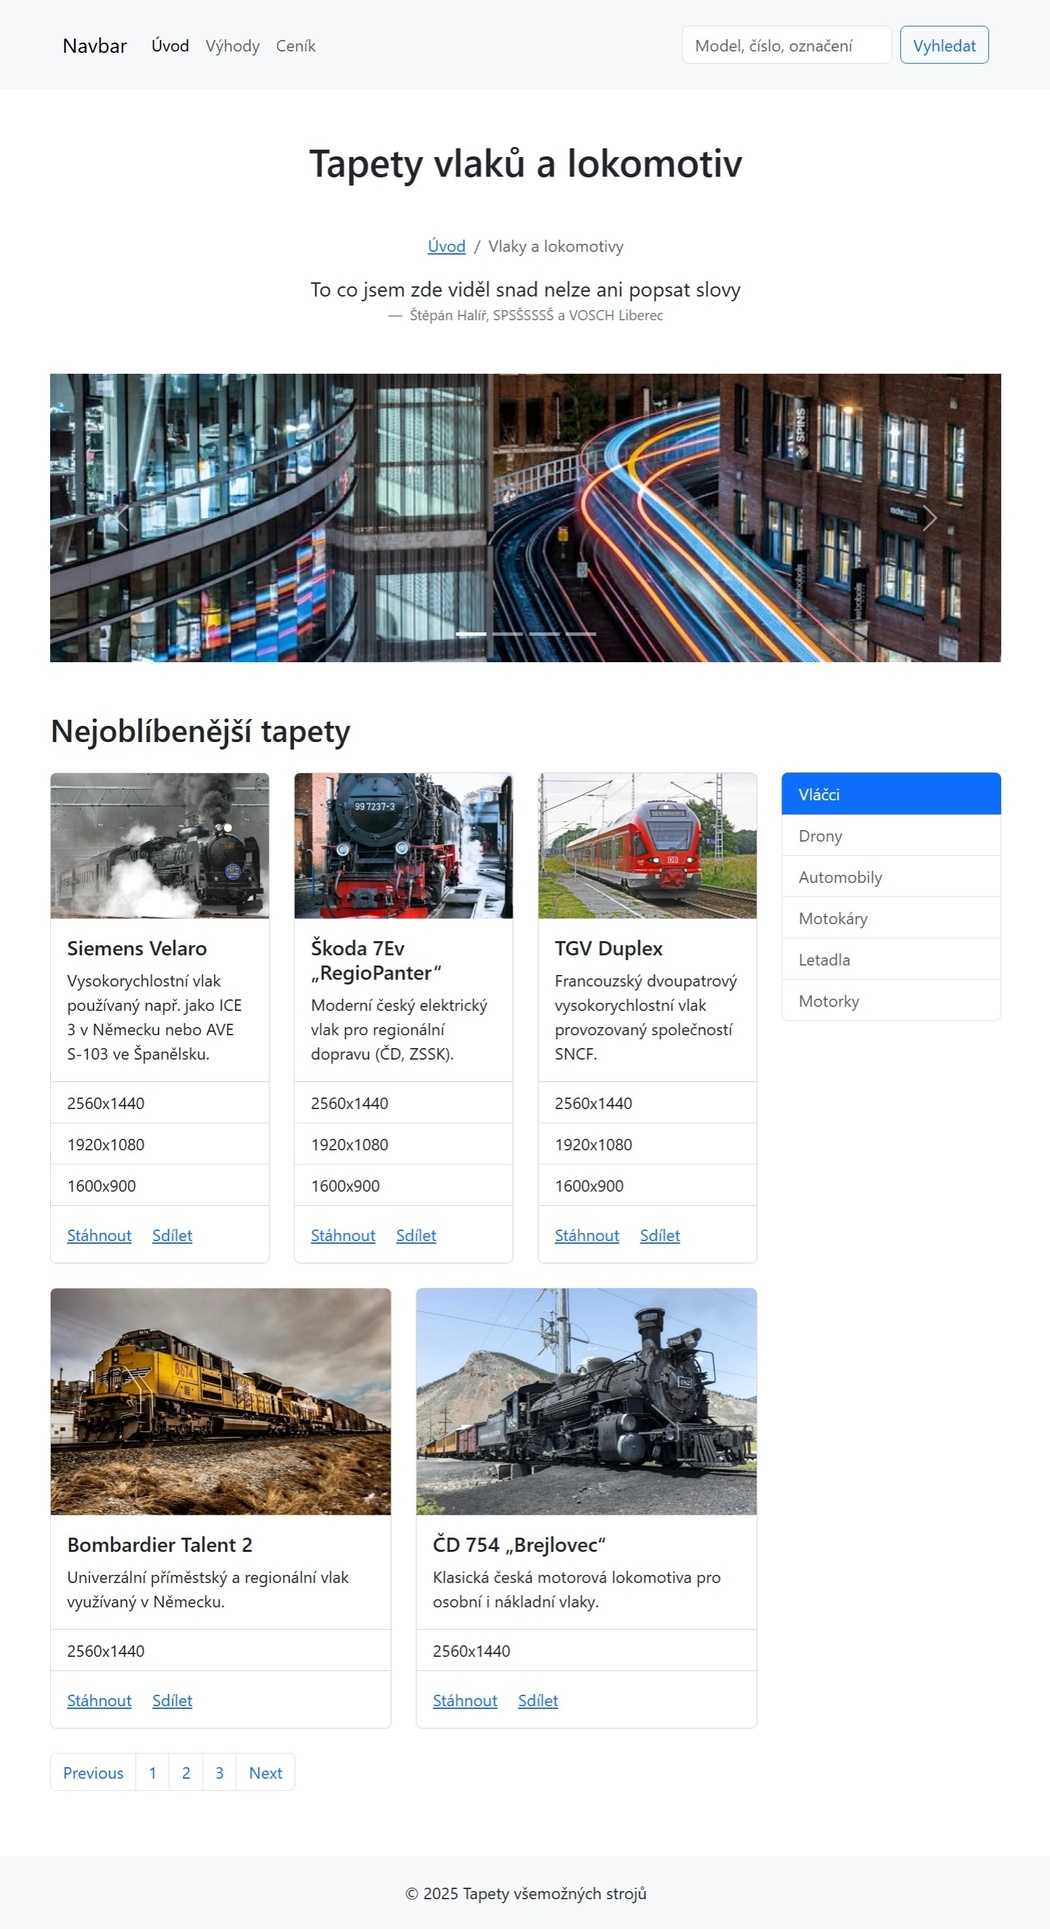 Navbar Úvod Výhody Ceník Model, číslo, označení Vyhledat
Tapety vlaků a lokomotiv
Úvod / Vlaky a lokomotivy
To co jsem zde viděl snad nelze ani popsat slovy
— Štěpán Halíř, SPSŠSSSŠ a VOSCH Liberec
SPINS
Nejoblíbenější tapety
99 7237-3
Siemens Velaro
Vysokorychlostní vlak
používaný např. jako ICE
3 v Německu nebo AVE
S-103 ve Španělsku.
2560x1440
1920x1080
1600x900
Stáhnout Sdílet
Škoda 7Ev
„RegioPanter“
Moderní český elektrický
vlak pro regionální
dopravu (ČD, ZSSK).
2560x1440
1920x1080
1600x900
Stáhnout Sdílet
TGV Duplex
Francouzský dvoupatrový
vysokorychlostní vlak
provozovaný společností
SNCF.
2560x1440
1920x1080
1600x900
Stáhnout Sdílet
Vláčci
Drony
Automobily
Motokáry
Letadla
Motorky
8674
Bombardier Talent 2
Univerzální příměstský a regionální vlak
využívaný v Německu.
2560x1440
Stáhnout Sdílet
ČD 754 „Brejlovec“
Klasická česká motorová lokomotiva pro
osobní i nákladní vlaky.
2560x1440
Stáhnout Sdílet
Previous 1 2 3 Next
© 2025 Tapety všemožných strojů